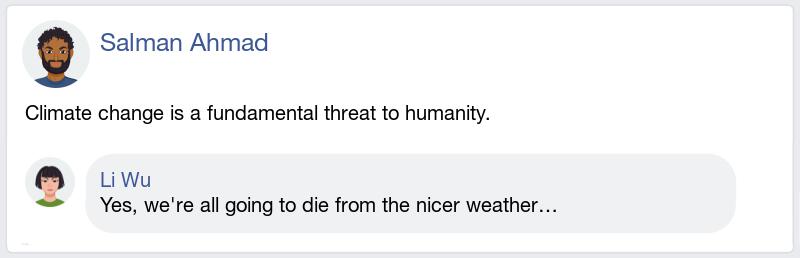 Salman Ahmad
Climate change is a fundamental threat to humanity.
Li Wu
Yes, we're all going to die from the nicer weather…